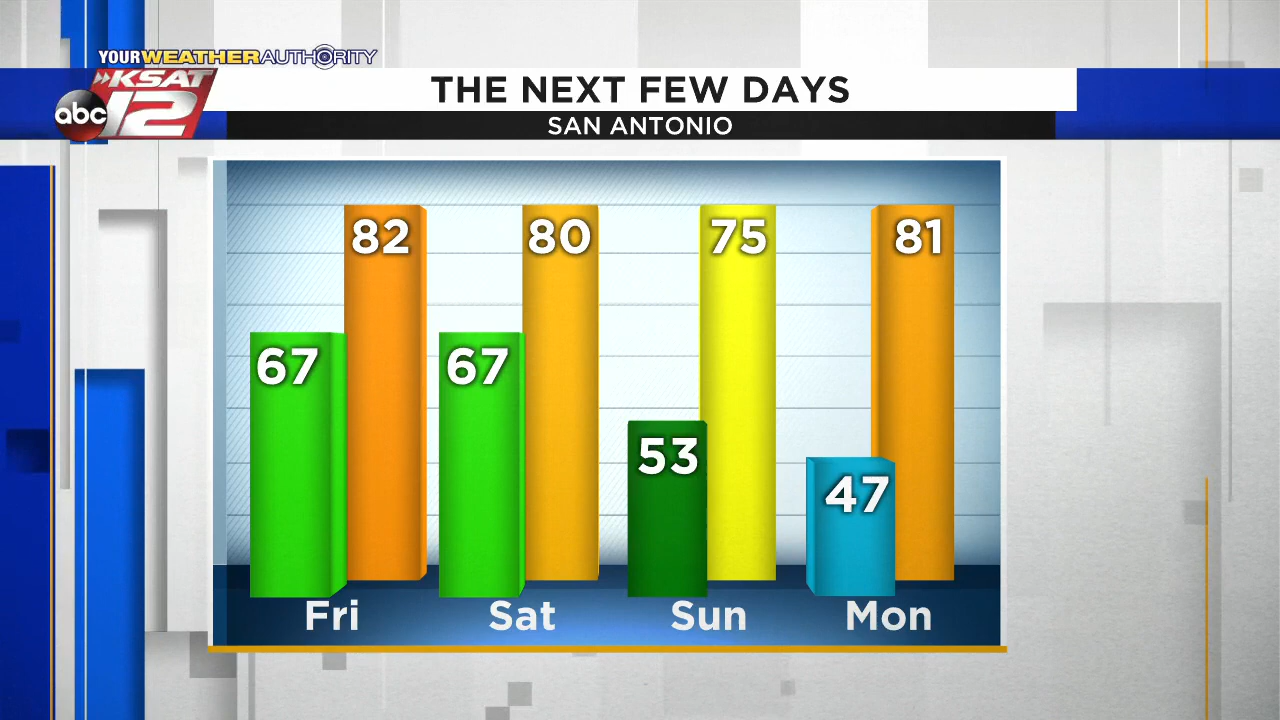 YOURWEATHERAUTHORITY
KSAT
abc 12
THE NEXT FEW DAYS
SAN ANTONIO
82 80 75 81
67 67 53 47
Fri Sat Sun Mon